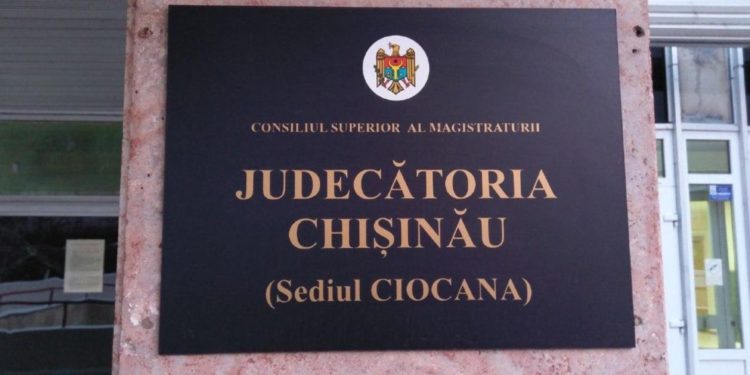 CONSILIUL SUPERIOR AL MAGISTRATURII
JUDECĂTORIA
CHIȘINĂU
(Sediul CIOCANA)